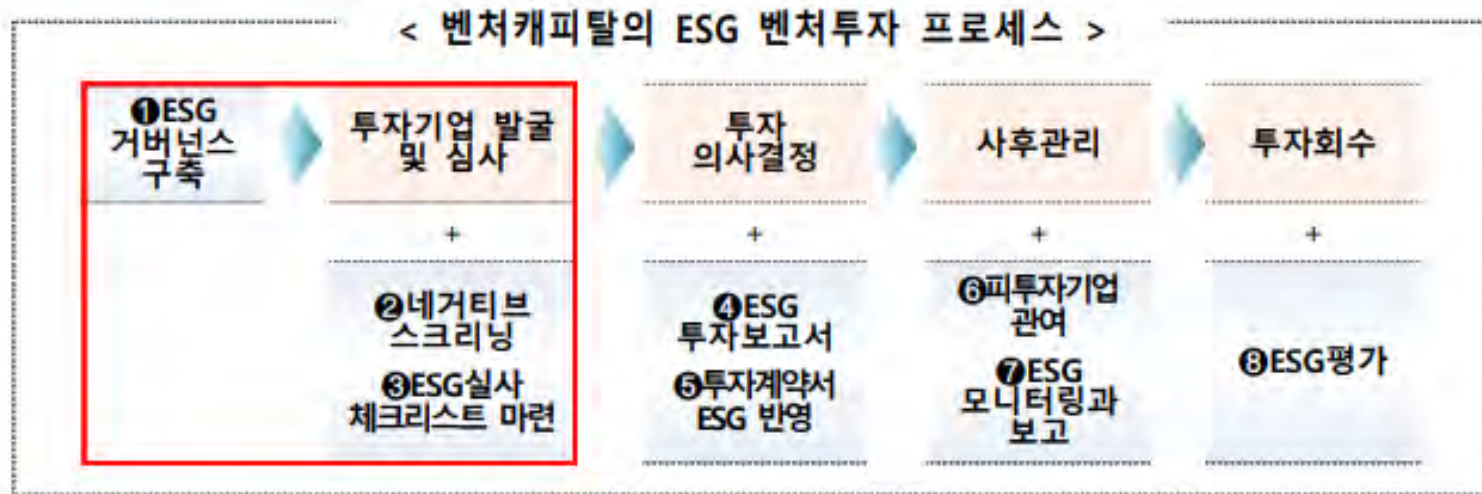 < 벤처캐피탈의 ESG 벤처투자 프로세스 >
❶ESG
거버넌스
구축
투자기업 발굴
및 심사
투자
의사결정
사후관리
투자회수
+
+
+
+
❷네거티브
스크리닝
❸ESG실사
체크리스트 마련
❹ESG
투자보고서
❺투자계약서
ESG 반영
❻피투자기업
관여
❼ESG
모니터링과
보고
❽ESG평가